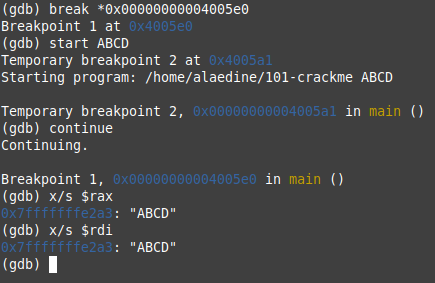 (gdb) break *0x00000000004005e0
Breakpoint 1 at 0x4005e0
(gdb) start ABCD
Temporary breakpoint 2 at 0x4005a1
Starting program: /home/alaedine/101-crackme ABCD
Temporary breakpoint 2, 0x00000000004005a1 in main ()
(gdb) continue
Continuing.
Breakpoint 1, 0x00000000004005e0 in main ()
(gdb) x/s $rax
0x7fffffffe2a3: "ABCD"
(gdb) x/s $rdi
0x7fffffffe2a3: "ABCD"
(gdb)